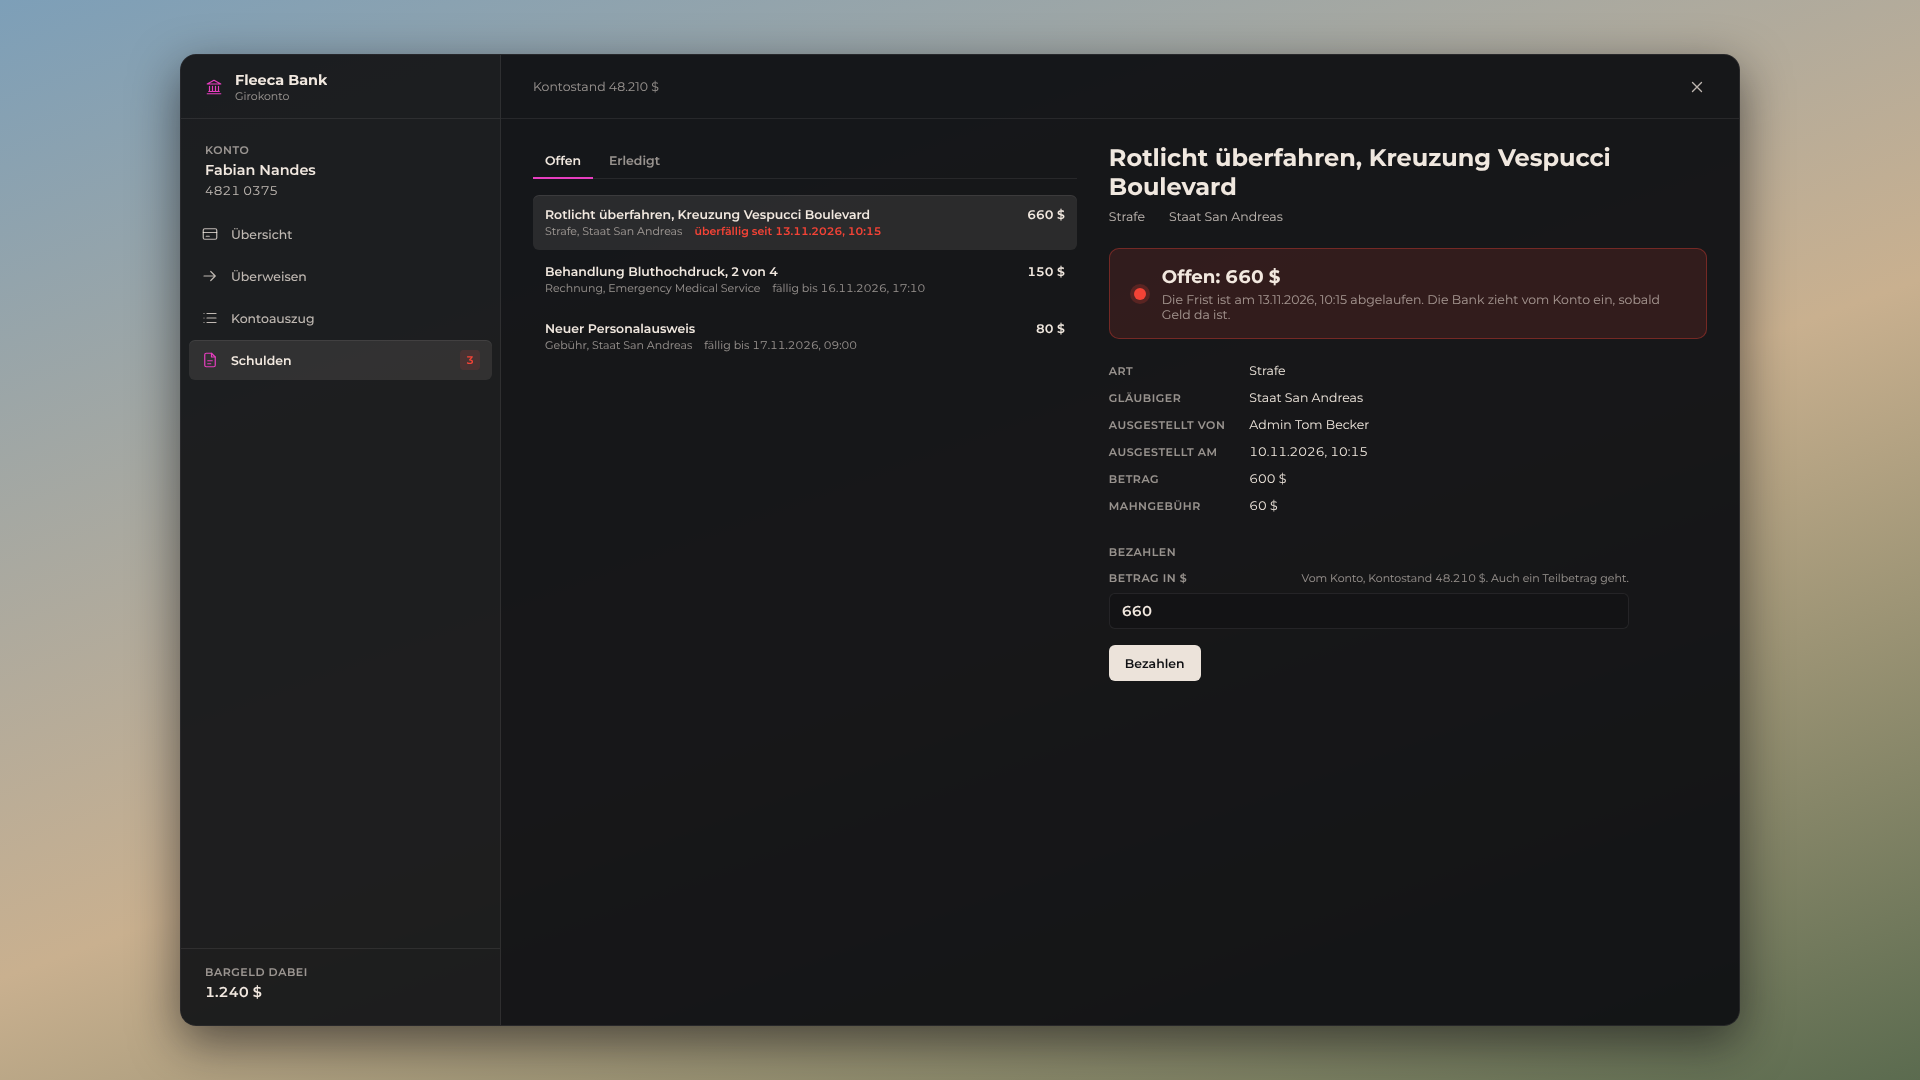 Fleeca Bank
Girokonto
Kontostand 48.210 $
KONTO
Fabian Nandes
4821 0375
Übersicht
Überweisen
Kontoauszug
Schulden 3
BARGELD DABEI
1.240 $
Offen Erledigt
Rotlicht überfahren, Kreuzung Vespucci Boulevard 660 $
Strafe, Staat San Andreas überfällig seit 13.11.2026, 10:15
Behandlung Bluthochdruck, 2 von 4 150 $
Rechnung, Emergency Medical Service fällig bis 16.11.2026, 17:10
Neuer Personalausweis 80 $
Gebühr, Staat San Andreas fällig bis 17.11.2026, 09:00
Rotlicht überfahren, Kreuzung Vespucci
Boulevard
Strafe Staat San Andreas
Offen: 660 $
Die Frist ist am 13.11.2026, 10:15 abgelaufen. Die Bank zieht vom Konto ein, sobald
Geld da ist.
ART Strafe
GLÄUBIGER Staat San Andreas
AUSGESTELLT VON Admin Tom Becker
AUSGESTELLT AM 10.11.2026, 10:15
BETRAG 600 $
MAHNGEBÜHR 60 $
BEZAHLEN
BETRAG IN $ Vom Konto, Kontostand 48.210 $. Auch ein Teilbetrag geht.
660
Bezahlen